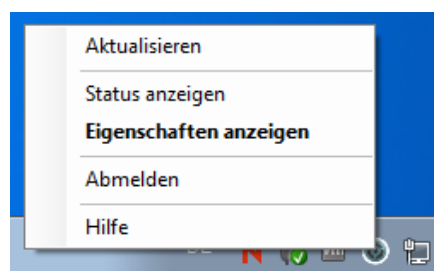 Aktualisieren
Status anzeigen
Eigenschaften anzeigen
Abmelden
Hilfe